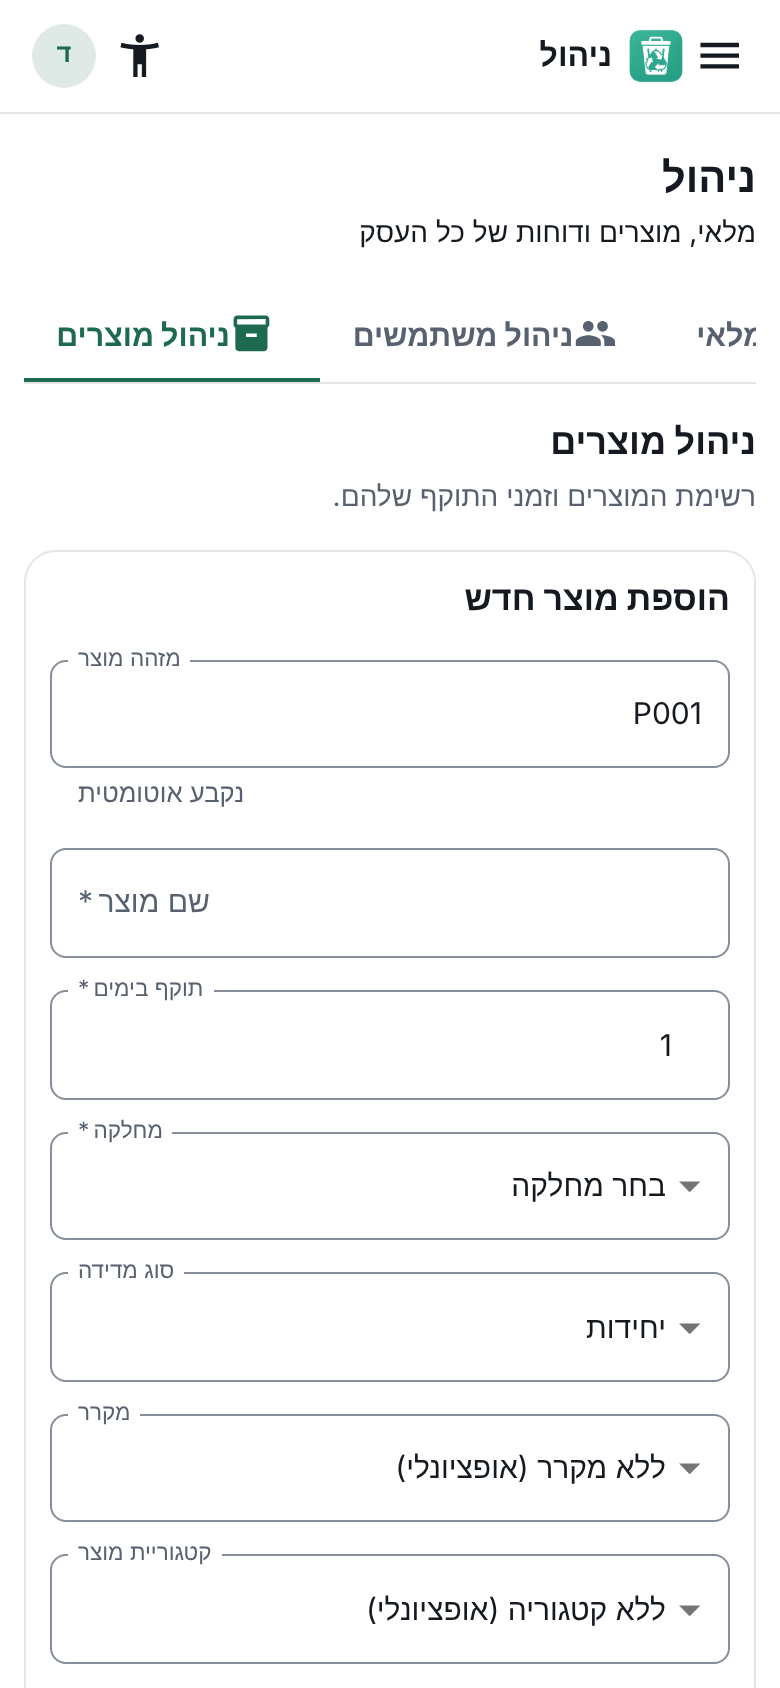 ניהול
ד
ניהול
מלאי, מוצרים ודוחות של כל העסק
מלאי ניהול משתמשים ניהול מוצרים
ניהול מוצרים
רשימת המוצרים וזמני התוקף שלהם.
הוספת מוצר חדש
מזהה מוצר
P001
נקבע אוטומטית
שם מוצר *
תוקף בימים *
1
מחלקה *
בחר מחלקה
סוג מדידה
יחידות
מקרר
ללא מקרר (אופציונלי)
קטגוריית מוצר
ללא קטגוריה (אופציונלי)